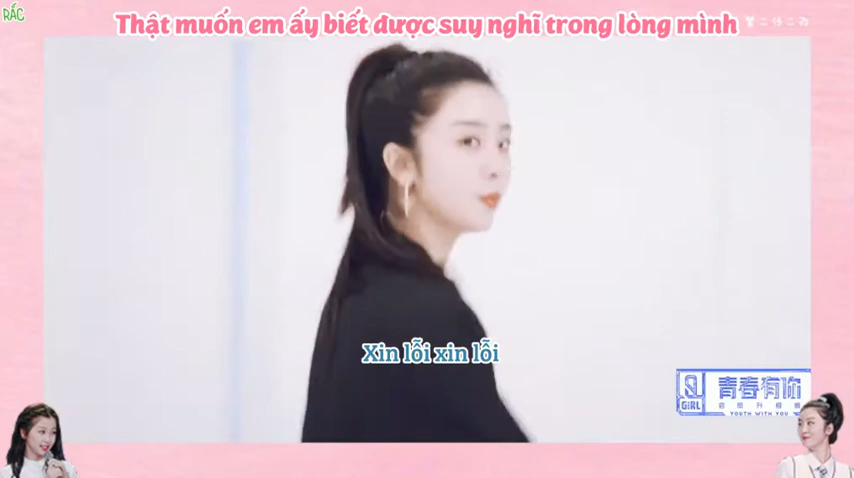 RẮC
Thật muốn em ấy biết được suy nghĩ trong lòng mình
Xin lỗi xin lỗi
GiRL
青春有你
YOUTH WITH YOU